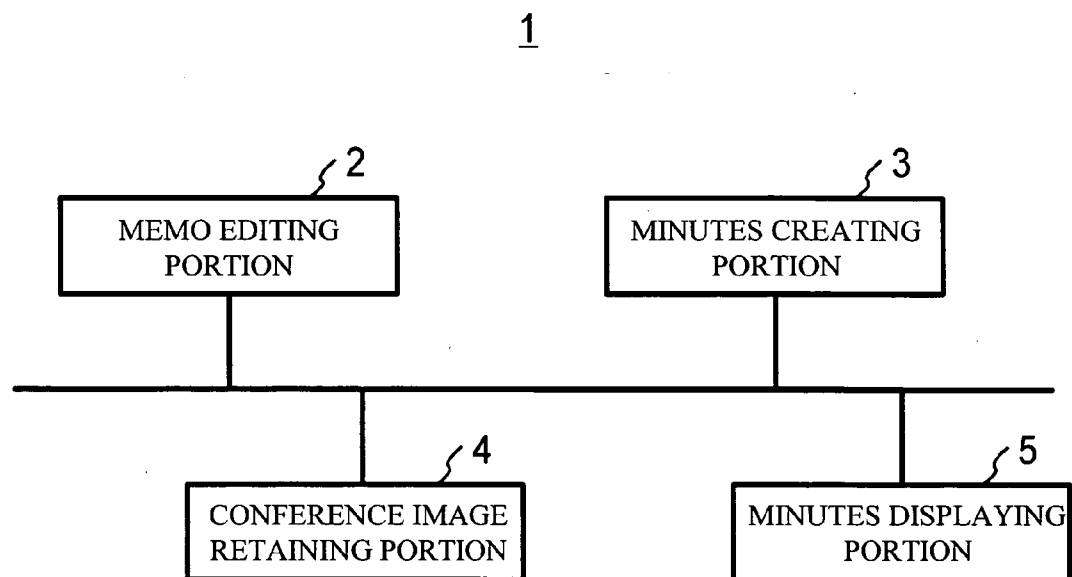 1
2
MEMO EDITING
PORTION
3
MINUTES CREATING
PORTION
4
CONFERENCE IMAGE
RETAINING PORTION
5
MINUTES DISPLAYING
PORTION